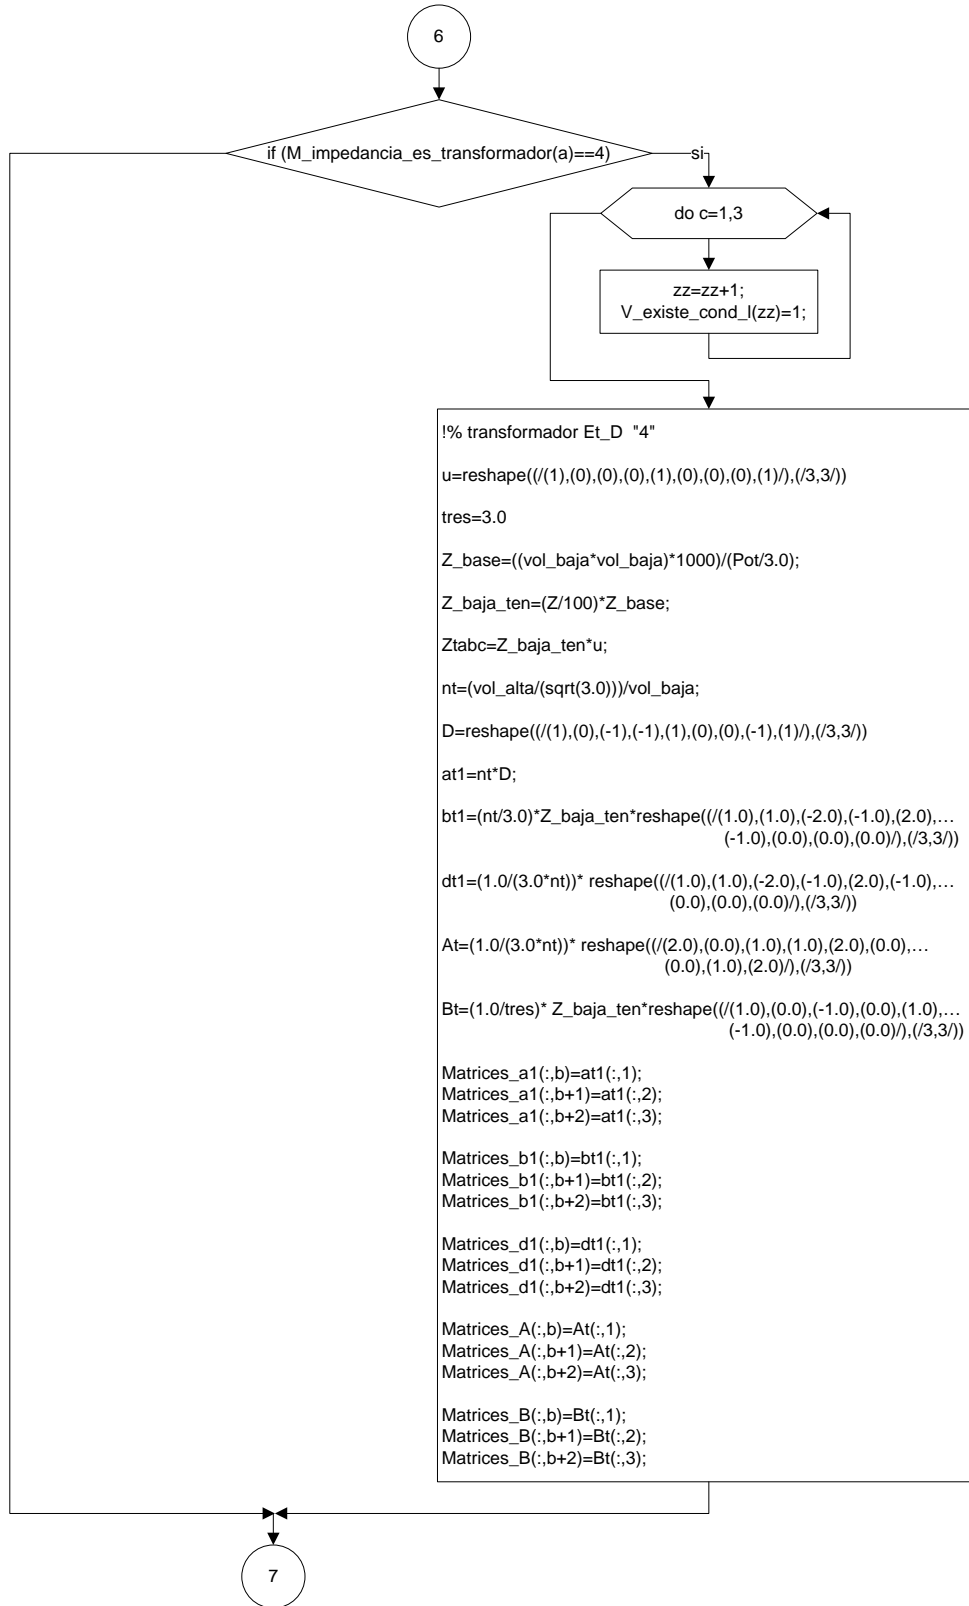 6
if (M_impedancia_es_transformador(a)==4)
si
do c=1,3
zz=zz+1;
V_existe_cond_l(zz)=1;
!% transformador Et_D  "4"
u=reshape((/(1),(0),(0),(0),(1),(0),(0),(0),(1)/),(/3,3/))
tres=3.0
Z_base=((vol_baja*vol_baja)*1000)/(Pot/3.0);
Z_baja_ten=(Z/100)*Z_base;
Ztabc=Z_baja_ten*u;
nt=(vol_alta/(sqrt(3.0)))/vol_baja;
D=reshape((/(1),(0),(-1),(-1),(1),(0),(0),(-1),(1)/),(/3,3/))
at1=nt*D;
bt1=(nt/3.0)*Z_baja_ten*reshape((/(1.0),(1.0),(-2.0),(-1.0),(2.0),…
(-1.0),(0.0),(0.0),(0.0)/),(/3,3/))
dt1=(1.0/(3.0*nt))* reshape((/(1.0),(1.0),(-2.0),(-1.0),(2.0),(-1.0),…
(0.0),(0.0),(0.0)/),(/3,3/))
At=(1.0/(3.0*nt))* reshape((/(2.0),(0.0),(1.0),(1.0),(2.0),(0.0),…
(0.0),(1.0),(2.0)/),(/3,3/))
Bt=(1.0/tres)* Z_baja_ten*reshape((/(1.0),(0.0),(-1.0),(0.0),(1.0),…
(-1.0),(0.0),(0.0),(0.0)/),(/3,3/))
Matrices_a1(:,b)=at1(:,1);
Matrices_a1(:,b+1)=at1(:,2);
Matrices_a1(:,b+2)=at1(:,3);
Matrices_b1(:,b)=bt1(:,1);
Matrices_b1(:,b+1)=bt1(:,2);
Matrices_b1(:,b+2)=bt1(:,3);
Matrices_d1(:,b)=dt1(:,1);
Matrices_d1(:,b+1)=dt1(:,2);
Matrices_d1(:,b+2)=dt1(:,3);
Matrices_A(:,b)=At(:,1);
Matrices_A(:,b+1)=At(:,2);
Matrices_A(:,b+2)=At(:,3);
Matrices_B(:,b)=Bt(:,1);
Matrices_B(:,b+1)=Bt(:,2);
Matrices_B(:,b+2)=Bt(:,3);
7